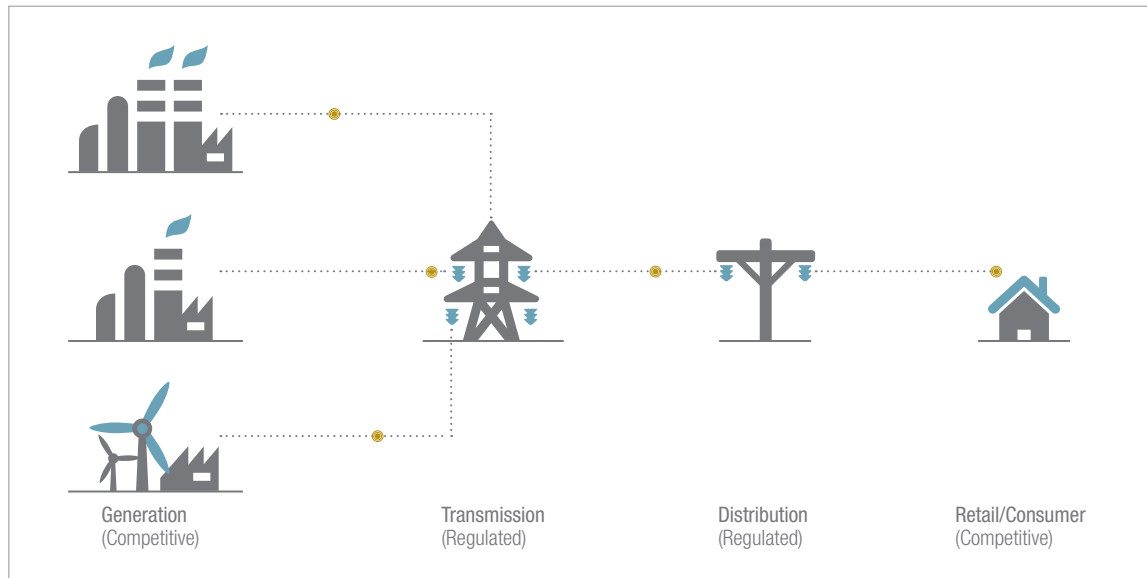 Generation
(Competitive)
Transmission
(Regulated)
Distribution
(Regulated)
Retail/Consumer
(Competitive)